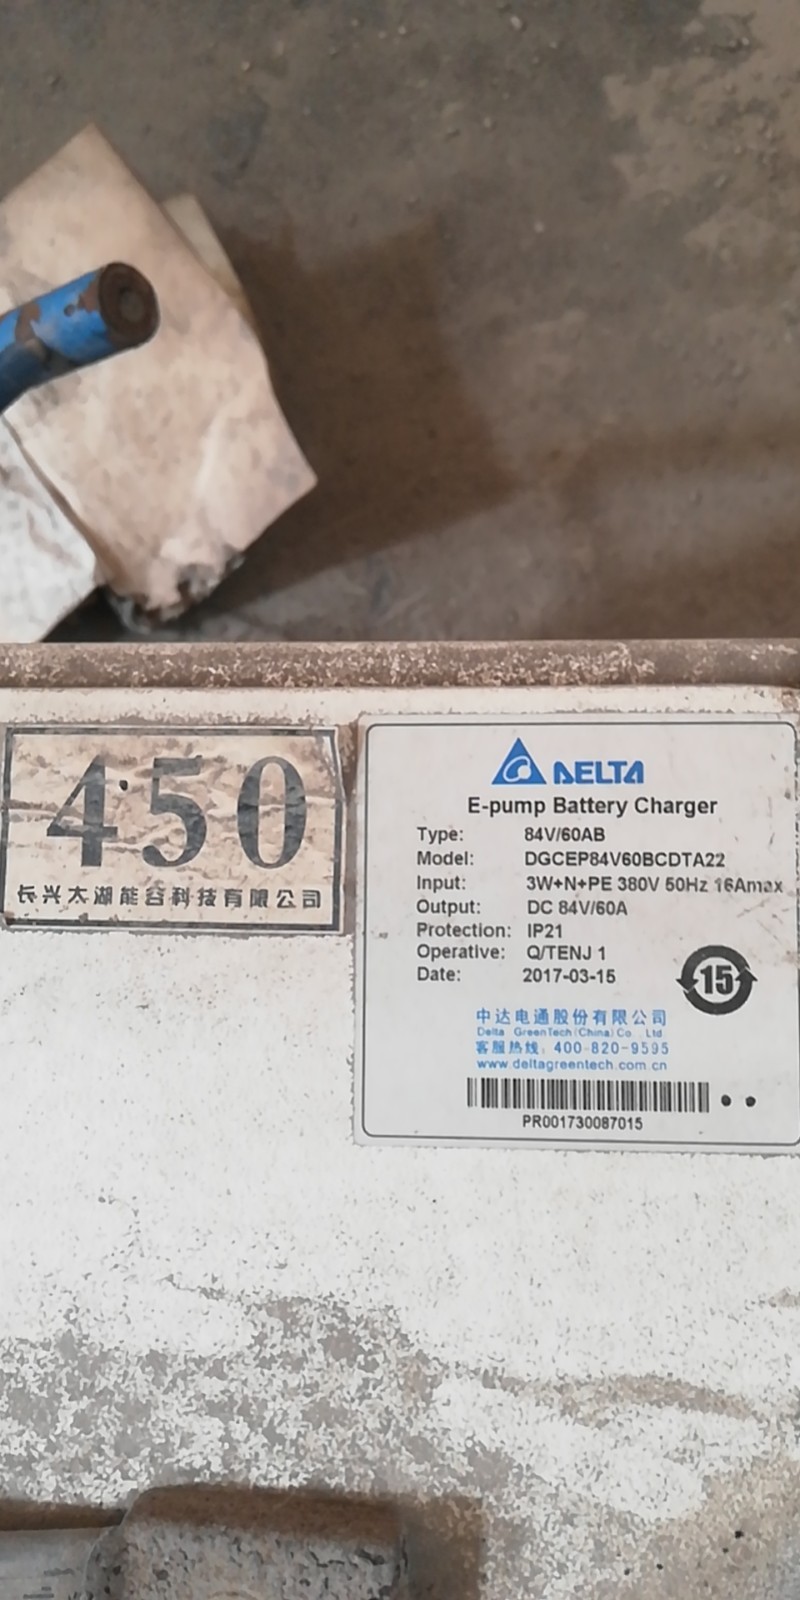 450
长兴太湖能谷科技有限公司
DELTA
E-pump Battery Charger
Type: 84V/60AB
Model: DGCEP84V60BCDTA22
Input: 3W+N+PE 380V 50Hz 16Amax
Output: DC 84V/60A
Protection: IP21
Operative: Q/TENJ 1
Date: 2017-03-15
15
中达电通股份有限公司
Delta GreenTech(China)Co., Ltd.
客服热线: 400-820-9595
www.deltagreentech.com.cn
PR001730087015